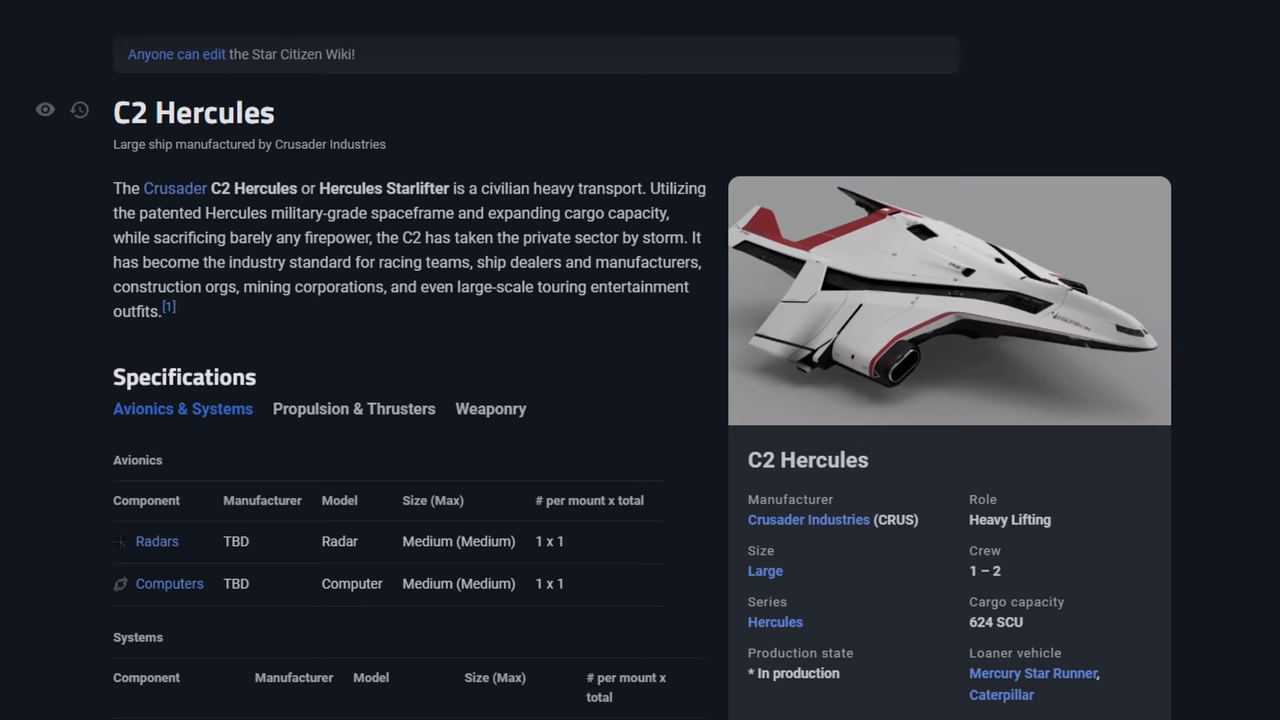 Anyone can edit the Star Citizen Wiki!
C2 Hercules
Large ship manufactured by Crusader Industries
The Crusader C2 Hercules or Hercules Starlifter is a civilian heavy transport. Utilizing
the patented Hercules military-grade spaceframe and expanding cargo capacity,
while sacrificing barely any firepower, the C2 has taken the private sector by storm. It
has become the industry standard for racing teams, ship dealers and manufacturers,
construction orgs, mining corporations, and even large-scale touring entertainment
outfits.[1]
Specifications
Avionics & Systems Propulsion & Thrusters Weaponry
Avionics
Component Manufacturer Model Size (Max) # per mount x total
Radars TBD Radar Medium (Medium) 1 x 1
Computers TBD Computer Medium (Medium) 1 x 1
Systems
Component Manufacturer Model Size (Max) # per mount x
total
C2 Hercules
Manufacturer Role
Crusader Industries (CRUS) Heavy Lifting
Size Crew
Large 1 – 2
Series Cargo capacity
Hercules 624 SCU
Production state Loaner vehicle
* In production Mercury Star Runner,
Caterpillar